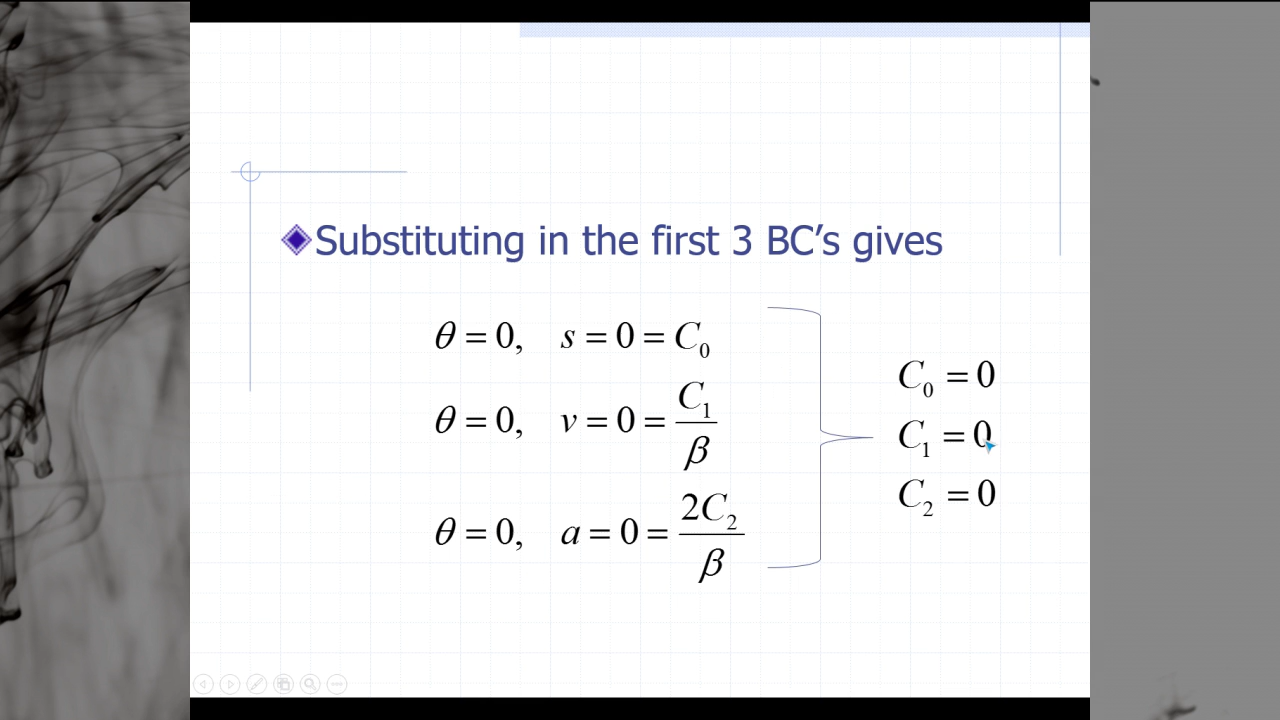 Substituting in the first 3 BC's gives
θ = 0, s = 0 = C₀
θ = 0, v = 0 = C₁/β
θ = 0, a = 0 = 2C₂/β
C₀ = 0
C₁ = 0
C₂ = 0